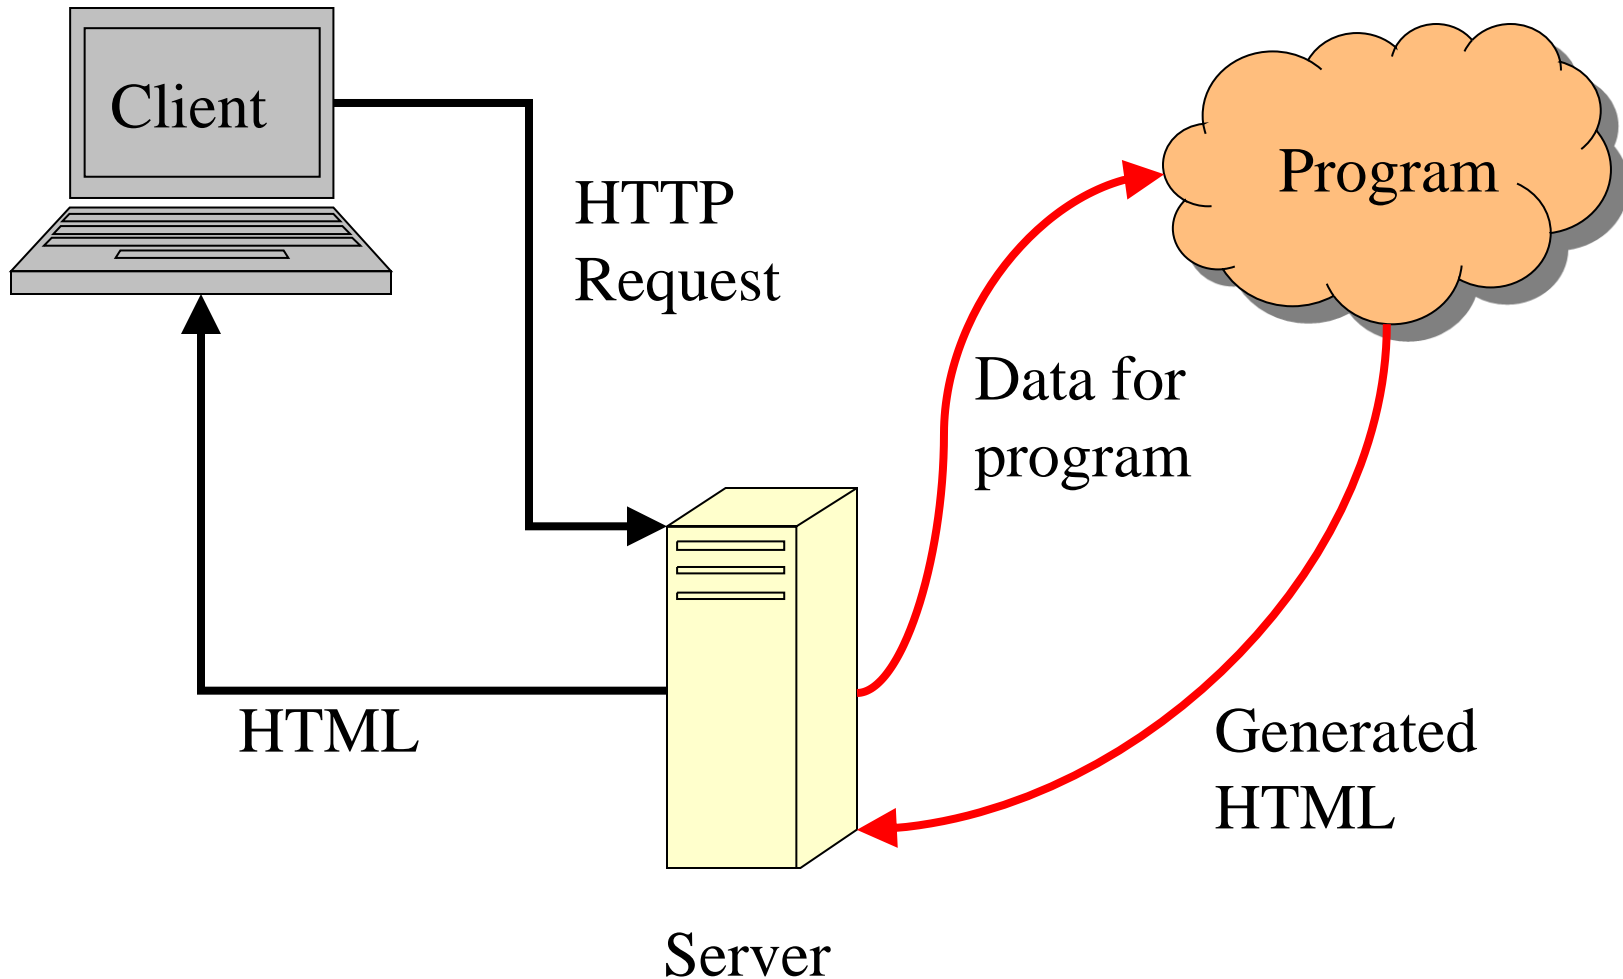 Client
HTTP
Request
Program
Data for
program
HTML
Generated
HTML
Server